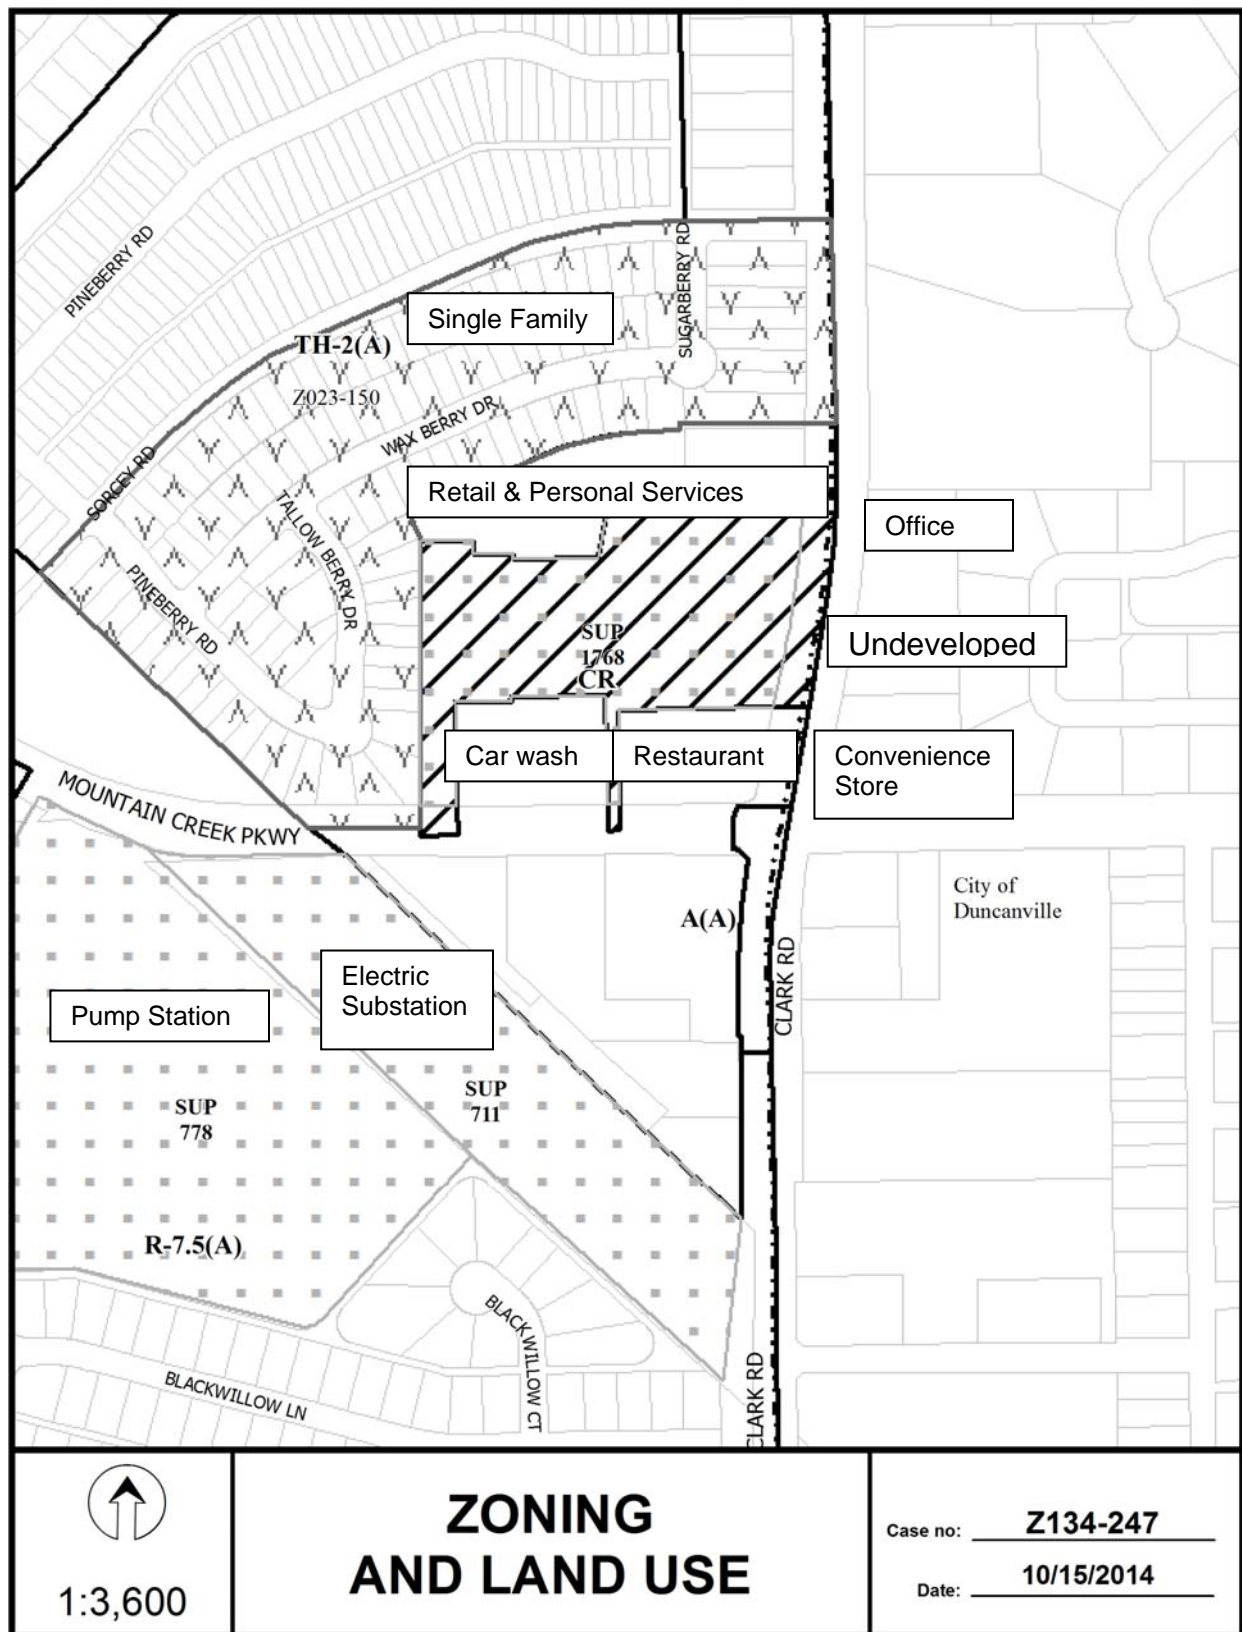 PINEBERRY RD
SUGARBERRY RD
Single Family
TH-2(A)
Z023-150
WAX BERRY DR
SORCEY RD
Retail & Personal Services
TALLOW BERRY DR
Office
PINEBERRY RD
SUP
1768
CR
Undeveloped
Car wash
Restaurant
Convenience
Store
MOUNTAIN CREEK PKWY
City of
Duncanville
A(A)
CLARK RD
Electric
Substation
Pump Station
SUP
711
SUP
778
R-7.5(A)
BLACKWILLOW CT
BLACKWILLOW LN
CLARK RD
1:3,600
ZONING
AND LAND USE
Case no: Z134-247
Date: 10/15/2014